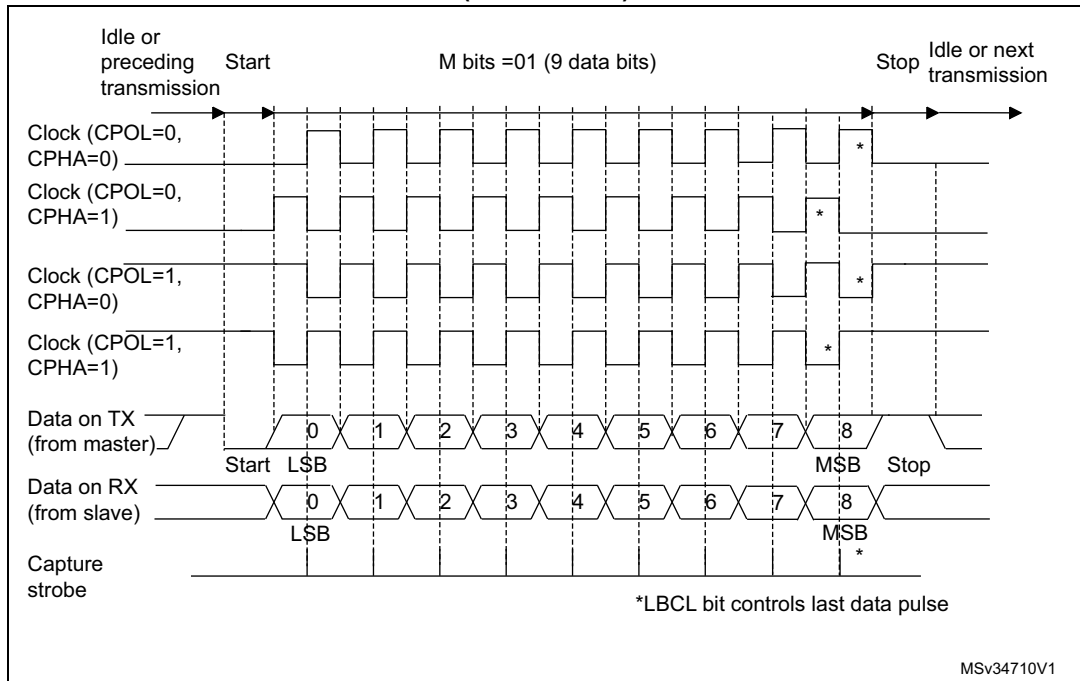 Idle or
preceding
transmission
Start
M bits =01 (9 data bits)
Stop
Idle or next
transmission
Clock (CPOL=0,
CPHA=0)
*
Clock (CPOL=0,
CPHA=1)
*
Clock (CPOL=1,
CPHA=0)
*
Clock (CPOL=1,
CPHA=1)
*
Data on TX
(from master)
0 1 2 3 4 5 6 7 8
Start LSB MSB Stop
Data on RX
(from slave)
0 1 2 3 4 5 6 7 8
LSB MSB
Capture
strobe
*
*LBCL bit controls last data pulse
MSv34710V1